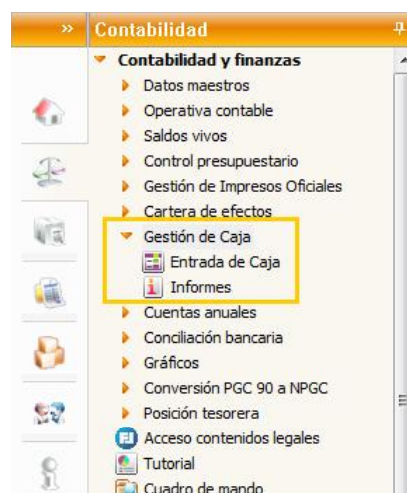 » Contabilidad
Contabilidad y finanzas
Datos maestros
Operativa contable
Saldos vivos
Control presupuestario
Gestión de Impresos Oficiales
Cartera de efectos
Gestión de Caja
Entrada de Caja
Informes
Cuentas anuales
Conciliación bancaria
Gráficos
Conversión PGC 90 a NPGC
Posición tesorera
Acceso contenidos legales
Tutorial
Cuadro de mando